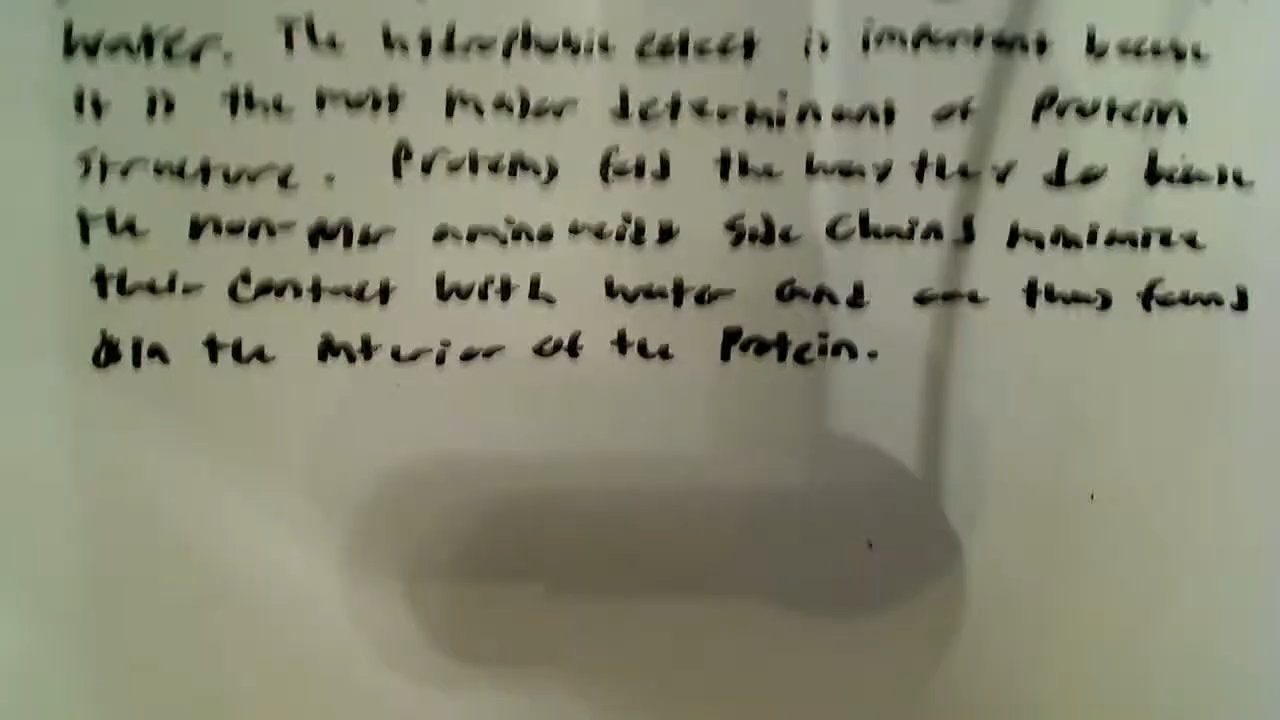 water. The hydrophobic effect is important because
it is the most major determinant of protein
structure. Proteins fold the way they do because
the non-polar amino acids side chains minimize
their contact with water and are thus found
in the interior of the protein.